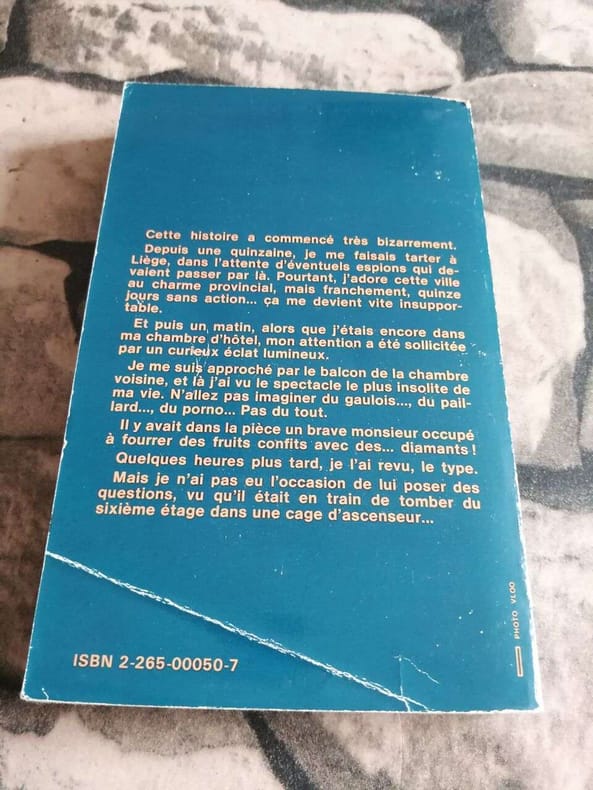 Cette histoire a commencé très bizarrement.
Depuis une quinzaine, je me faisais tarter à
Liège, dans l'attente d'éventuels espions qui de-
vaient passer par là. Pourtant, j'adore cette ville
au charme provincial, mais franchement, quinze
jours sans action... ça me devient vite insuppor-
table.
Et puis un matin, alors que j'étais encore dans
ma chambre d'hôtel, mon attention a été sollicitée
par un curieux éclat lumineux.
Je me suis approché par le balcon de la chambre
voisine, et là j'ai vu le spectacle le plus insolite de
ma vie. N'allez pas imaginer du gaulois..., du pail-
lard..., du porno... Pas du tout.
Il y avait dans la pièce un brave monsieur occupé
à fourrer des fruits confits avec des... diamants !
Quelques heures plus tard, je l'ai revu, le type.
Mais je n'ai pas eu l'occasion de lui poser des
questions, vu qu'il était en train de tomber du
sixième étage dans une cage d'ascenseur...
ISBN 2-265-00050-7
PHOTO VLOO